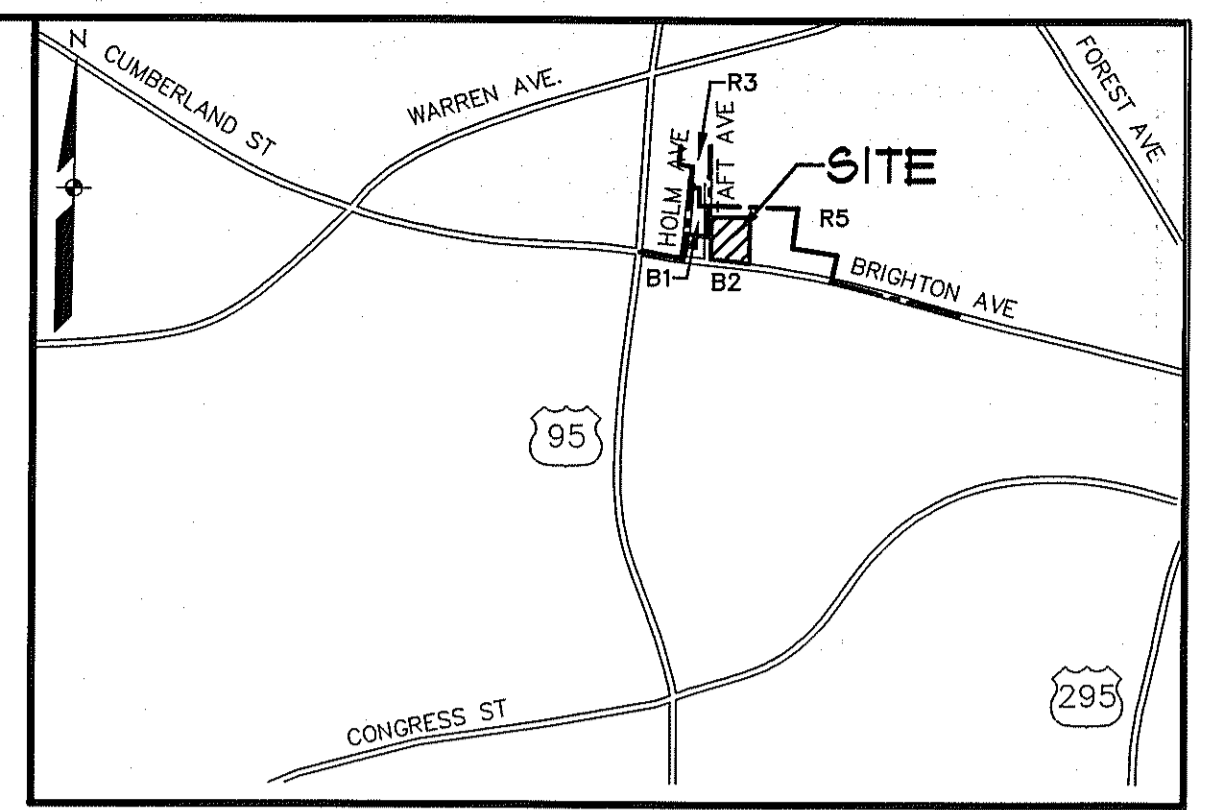 N
CUMBERLAND ST
WARREN AVE.
R3
FOREST AVE
HOLM AVE
AFT AVE
SITE
R5
B1
B2
BRIGHTON AVE
95
295
CONGRESS ST